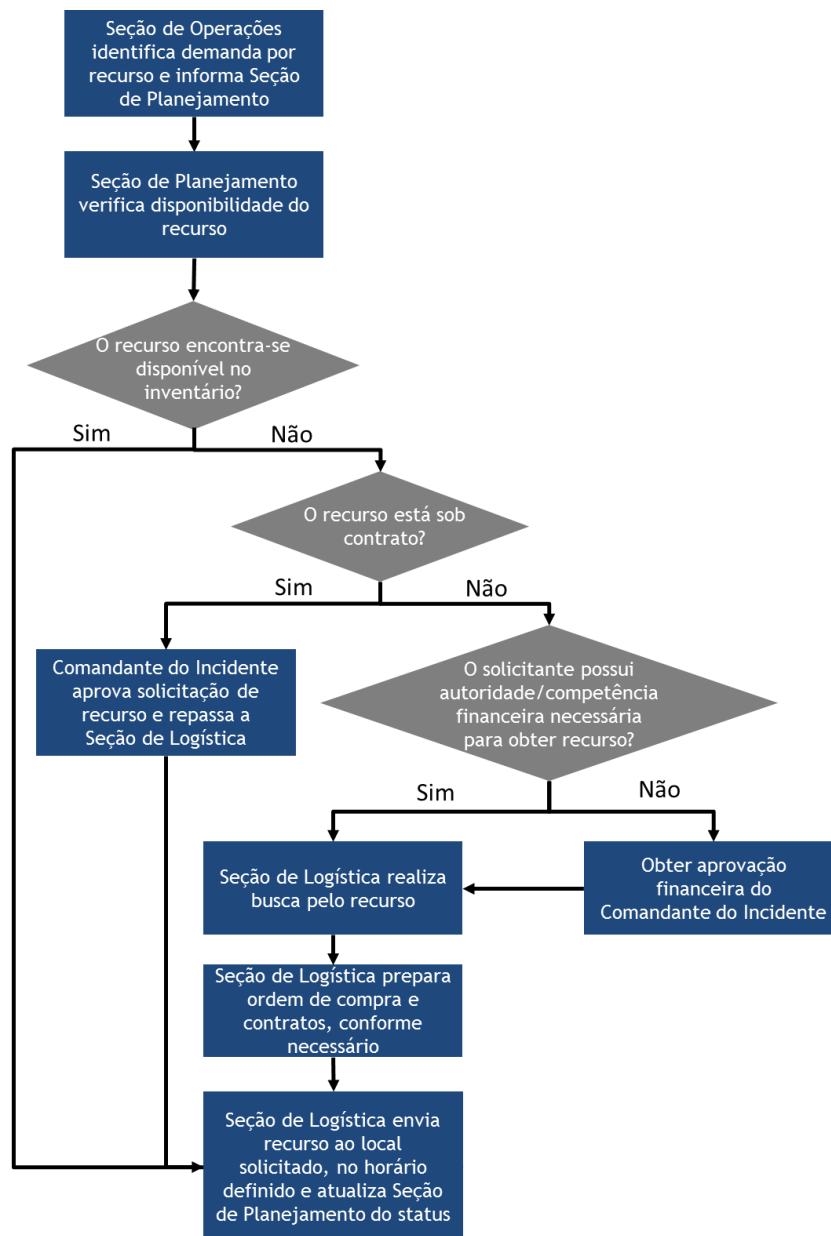 Seção de Operações
identifica demanda por
recurso e informa Seção
de Planejamento
Seção de Planejamento
verifica disponibilidade do
recurso
O recurso encontra-se
disponível no
inventário?
Sim
Não
O recurso está sob
contrato?
Sim
Não
Comandante do Incidente
aprova solicitação de
recurso e repassa a
Seção de Logística
O solicitante possui
autoridade/competência
financeira necessária
para obter recurso?
Sim
Não
Seção de Logística realiza
busca pelo recurso
Obter aprovação
financeira do
Comandante do Incidente
Seção de Logística prepara
ordem de compra e
contratos, conforme
necessário
Seção de Logística envia
recurso ao local
solicitado, no horário
definido e atualiza Seção
de Planejamento do status